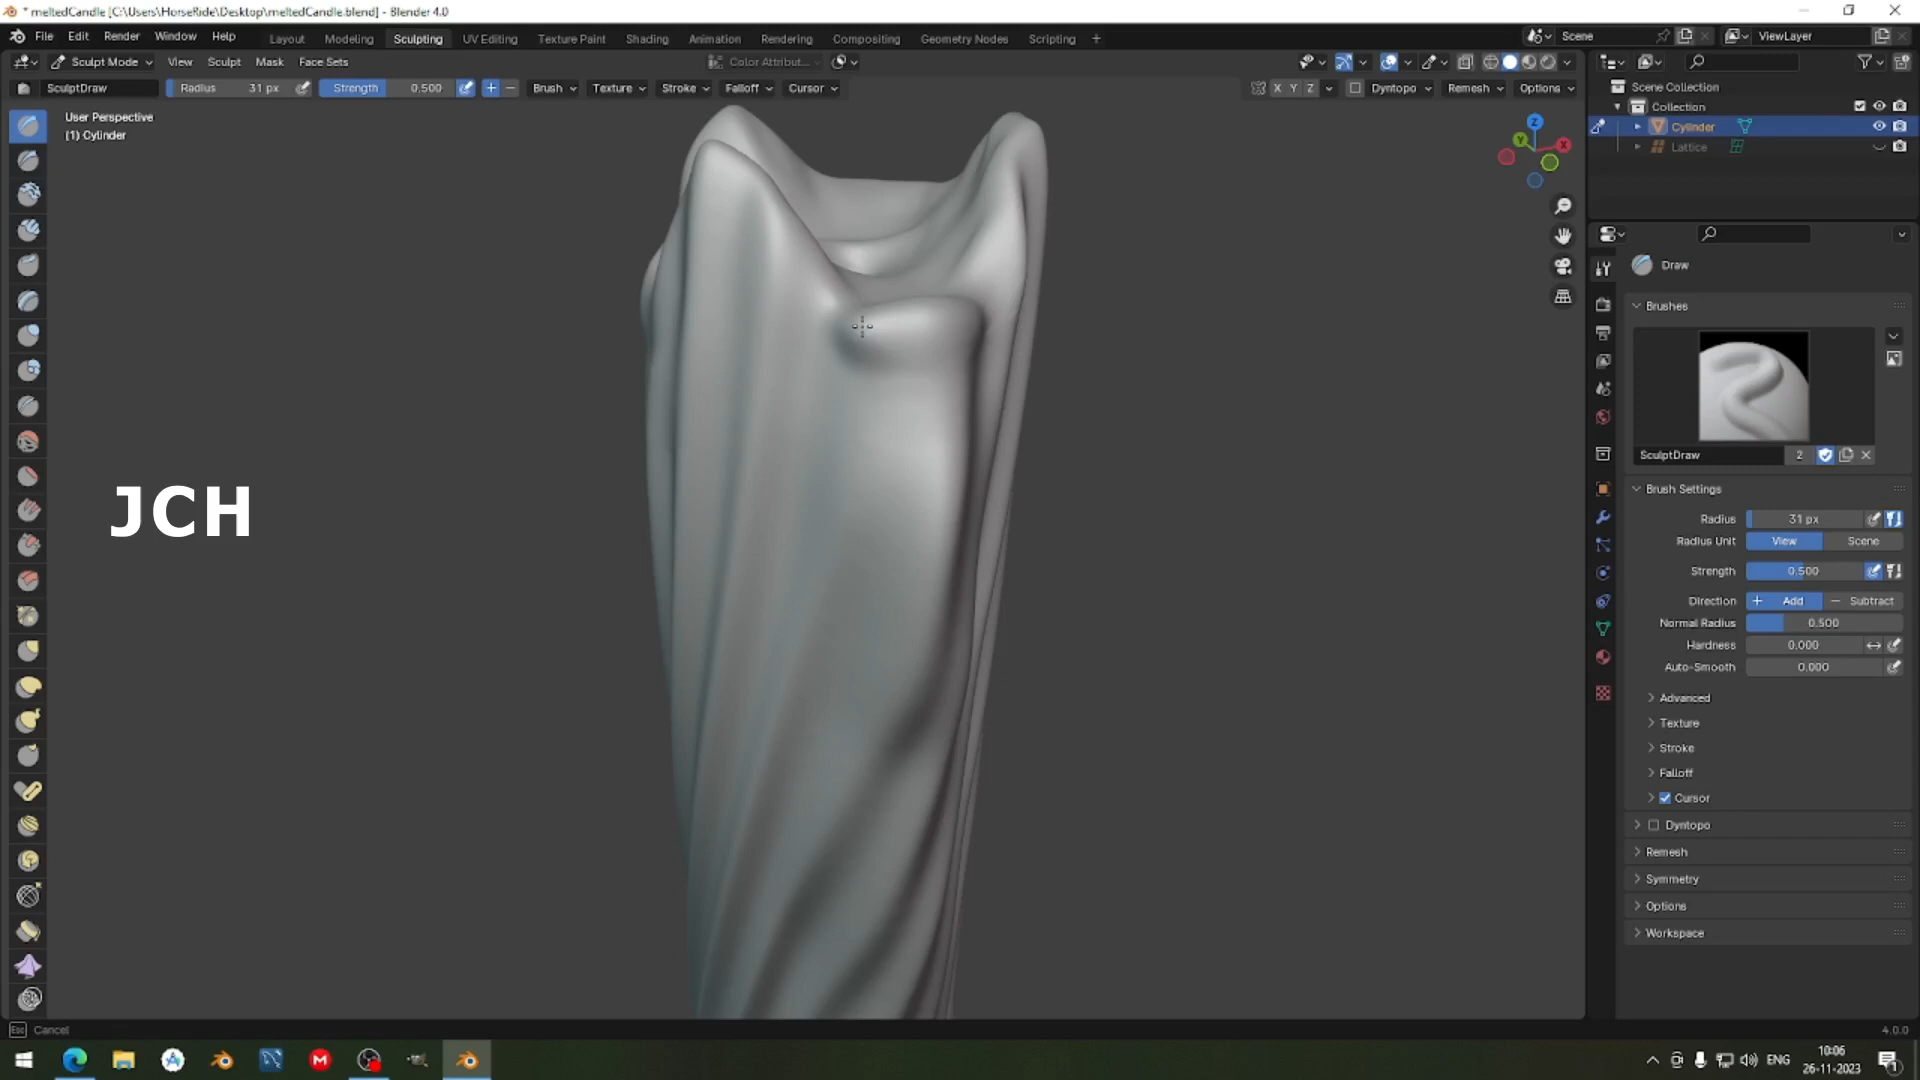 * meltedCandle [C:\Users\HorseRide\Desktop\meltedCandle.blend] - Blender 4.0
File Edit Render Window Help Layout Modeling Sculpting UV Editing Texture Paint Shading Animation Rendering Compositing Geometry Nodes Scripting + Scene ViewLayer
Sculpt Mode View Sculpt Mask Face Sets Color Attribut...
SculptDraw Radius 31 px Strength 0.500 Brush Texture Stroke Falloff Cursor X Y Z Dyntopo Remesh Options
User Perspective
(1) Cylinder
Z
Y
X
JCH
Scene Collection
Collection
Cylinder
Lattice
Draw
Brushes
SculptDraw 2
Brush Settings
Radius 31 px
Radius Unit View Scene
Strength 0.500
Direction + Add − Subtract
Normal Radius 0.500
Hardness 0.000
Auto-Smooth 0.000
Advanced
Texture
Stroke
Falloff
Cursor
Dyntopo
Remesh
Symmetry
Options
Workspace
Esc Cancel 4.0.0
ENG 10:06
26-11-2023
1